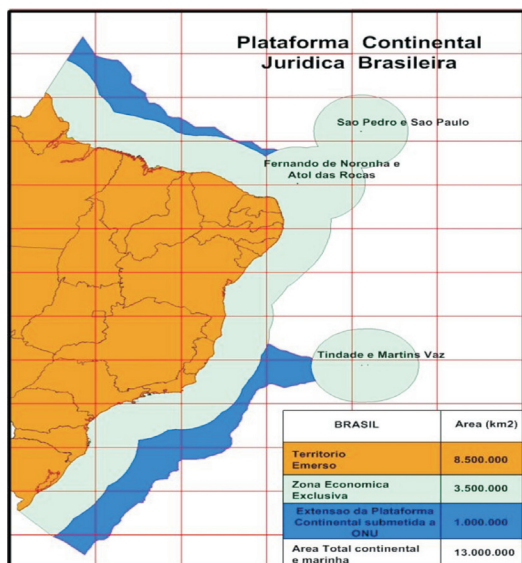 Plataforma Continental
Juridica Brasileira
Sao Pedro e Sao Paulo
Fernando de Noronha e
Atol das Rocas
Tindade e Martins Vaz
BRASIL Area (km2)
Territorio
Emerso 8.500.000
Zona Economica
Exclusiva 3.500.000
Extensao da Plataforma
Continental submetida a
ONU 1.000.000
Area Total continental
e marinha 13.000.000